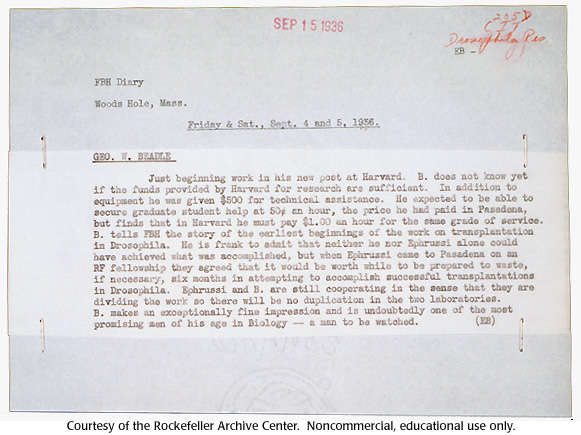 SEP 15 1936
205D
CIT
Drosophila Res.
EB -
FBH Diary
Woods Hole, Mass.
Friday & Sat., Sept. 4 and 5, 1936.
GEO. W. BEADLE
Just beginning work in his new post at Harvard. B. does not know yet
if the funds provided by Harvard for research are sufficient. In addition to
equipment he was given $500 for technical assistance. He expected to be able to
secure graduate student help at 50¢ an hour, the price he had paid in Pasadena,
but finds that in Harvard he must pay $1.00 an hour for the same grade of service.
B. tells FBH the story of the earliest beginnings of the work on transplantation
in Drosophila. He is frank to admit that neither he nor Ephrussi alone could
have achieved what was accomplished, but when Ephrussi came to Pasadena on an
RF fellowship they agreed that it would be worth while to be prepared to waste,
if necessary, six months in attempting to accomplish successful transplantations
in Drosophila. Ephrussi and B. are still cooperating in the sense that they are
dividing the work so there will be no duplication in the two laboratories.
B. makes an exceptionally fine impression and is undoubtedly one of the most
promising men of his age in Biology -- a man to be watched. (EB)
Courtesy of the Rockefeller Archive Center. Noncommercial, educational use only.